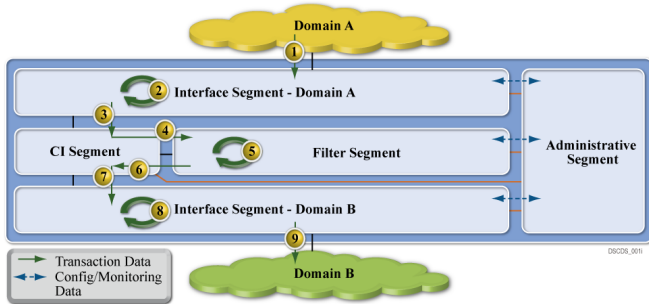 Domain A
1
2
Interface Segment - Domain A
3
4
CI Segment
5
Filter Segment
Administrative
Segment
6
7
8
Interface Segment - Domain B
9
DSCDS_001i
Transaction Data
Config/Monitoring
Data
Domain B